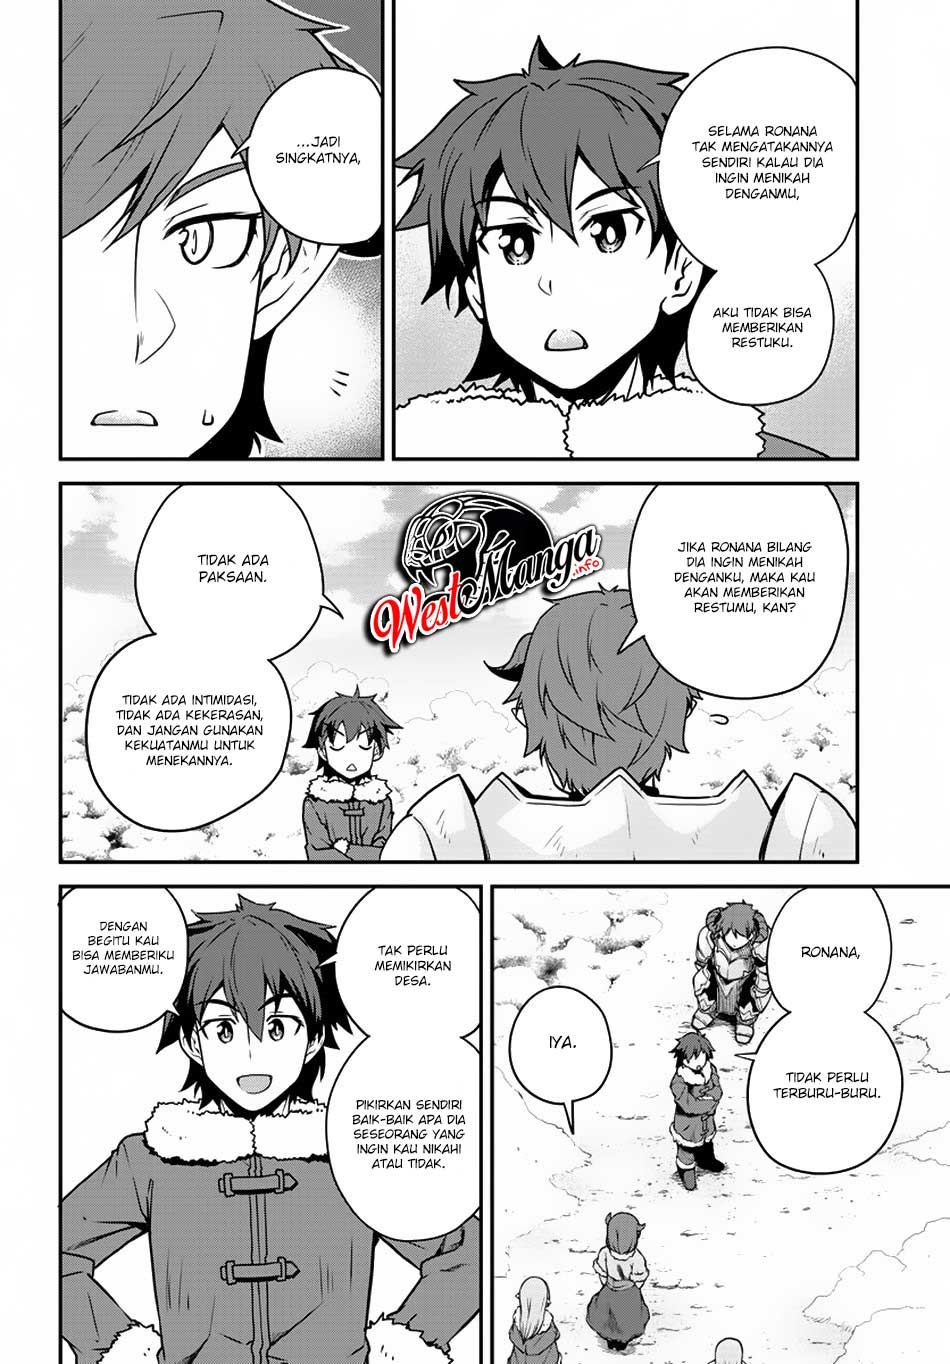 SELAMA RONANA
TAK MENGATAKANNYA
SENDIRI KALAU DIA
INGIN MENIKAH
DENGANMU,
AKU TIDAK BISA
MEMBERIKAN
RESTUKU.
...JADI
SINGKATNYA,
JIKA RONANA BILANG
DIA INGIN MENIKAH
DENGANKU, MAKA KAU
AKAN MEMBERIKAN
RESTUMU, KAN?
WestManga
.info
TIDAK ADA
PAKSAAN.
TIDAK ADA INTIMIDASI,
TIDAK ADA KEKERASAN,
DAN JANGAN GUNAKAN
KEKUATANMU UNTUK
MENEKANNYA.
RONANA,
TIDAK PERLU
TERBURU-BURU.
IYA.
TAK PERLU
MEMIKIRKAN
DESA.
PIKIRKAN SENDIRI
BAIK-BAIK APA DIA
SESEORANG YANG
INGIN KAU NIKAHI
ATAU TIDAK.
DENGAN
BEGITU KAU
BISA MEMBERIKU
JAWABANMU.